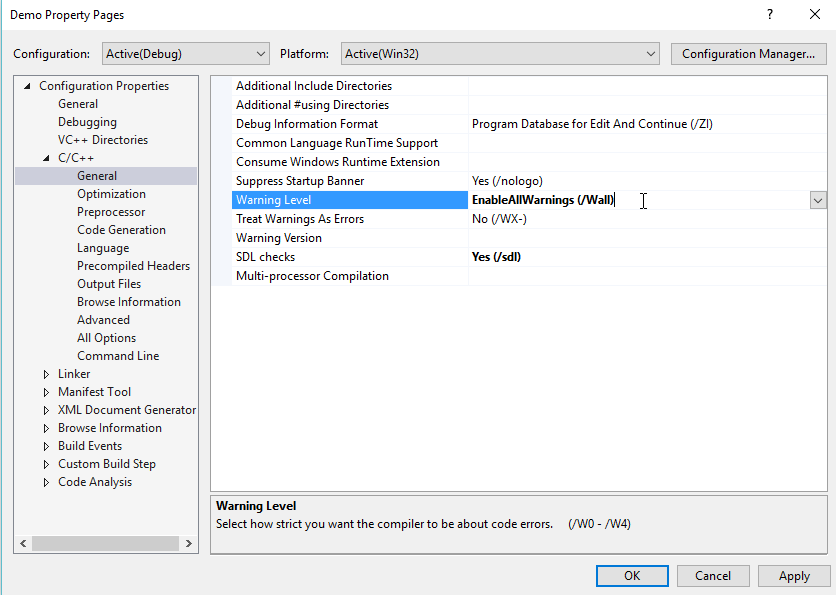 Demo Property Pages
?
Configuration: Active(Debug) Platform: Active(Win32) Configuration Manager...
Configuration Properties
General
Debugging
VC++ Directories
C/C++
General
Optimization
Preprocessor
Code Generation
Language
Precompiled Headers
Output Files
Browse Information
Advanced
All Options
Command Line
Linker
Manifest Tool
XML Document Generator
Browse Information
Build Events
Custom Build Step
Code Analysis
Additional Include Directories
Additional #using Directories
Debug Information Format Program Database for Edit And Continue (/ZI)
Common Language RunTime Support
Consume Windows Runtime Extension
Suppress Startup Banner Yes (/nologo)
Warning Level EnableAllWarnings (/Wall)
Treat Warnings As Errors No (/WX-)
Warning Version
SDL checks Yes (/sdl)
Multi-processor Compilation
Warning Level
Select how strict you want the compiler to be about code errors. (/W0 - /W4)
OK Cancel Apply